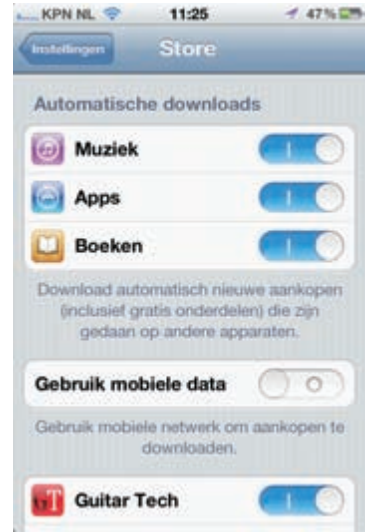 KPN NL 11:25 47%
Instellingen Store
Automatische downloads
Muziek
Apps
Boeken
Download automatisch nieuwe aankopen
(inclusief gratis onderdelen) die zijn
gedaan op andere apparaten.
Gebruik mobiele data
Gebruik mobiele netwerk om aankopen te
downloaden.
GT Guitar Tech